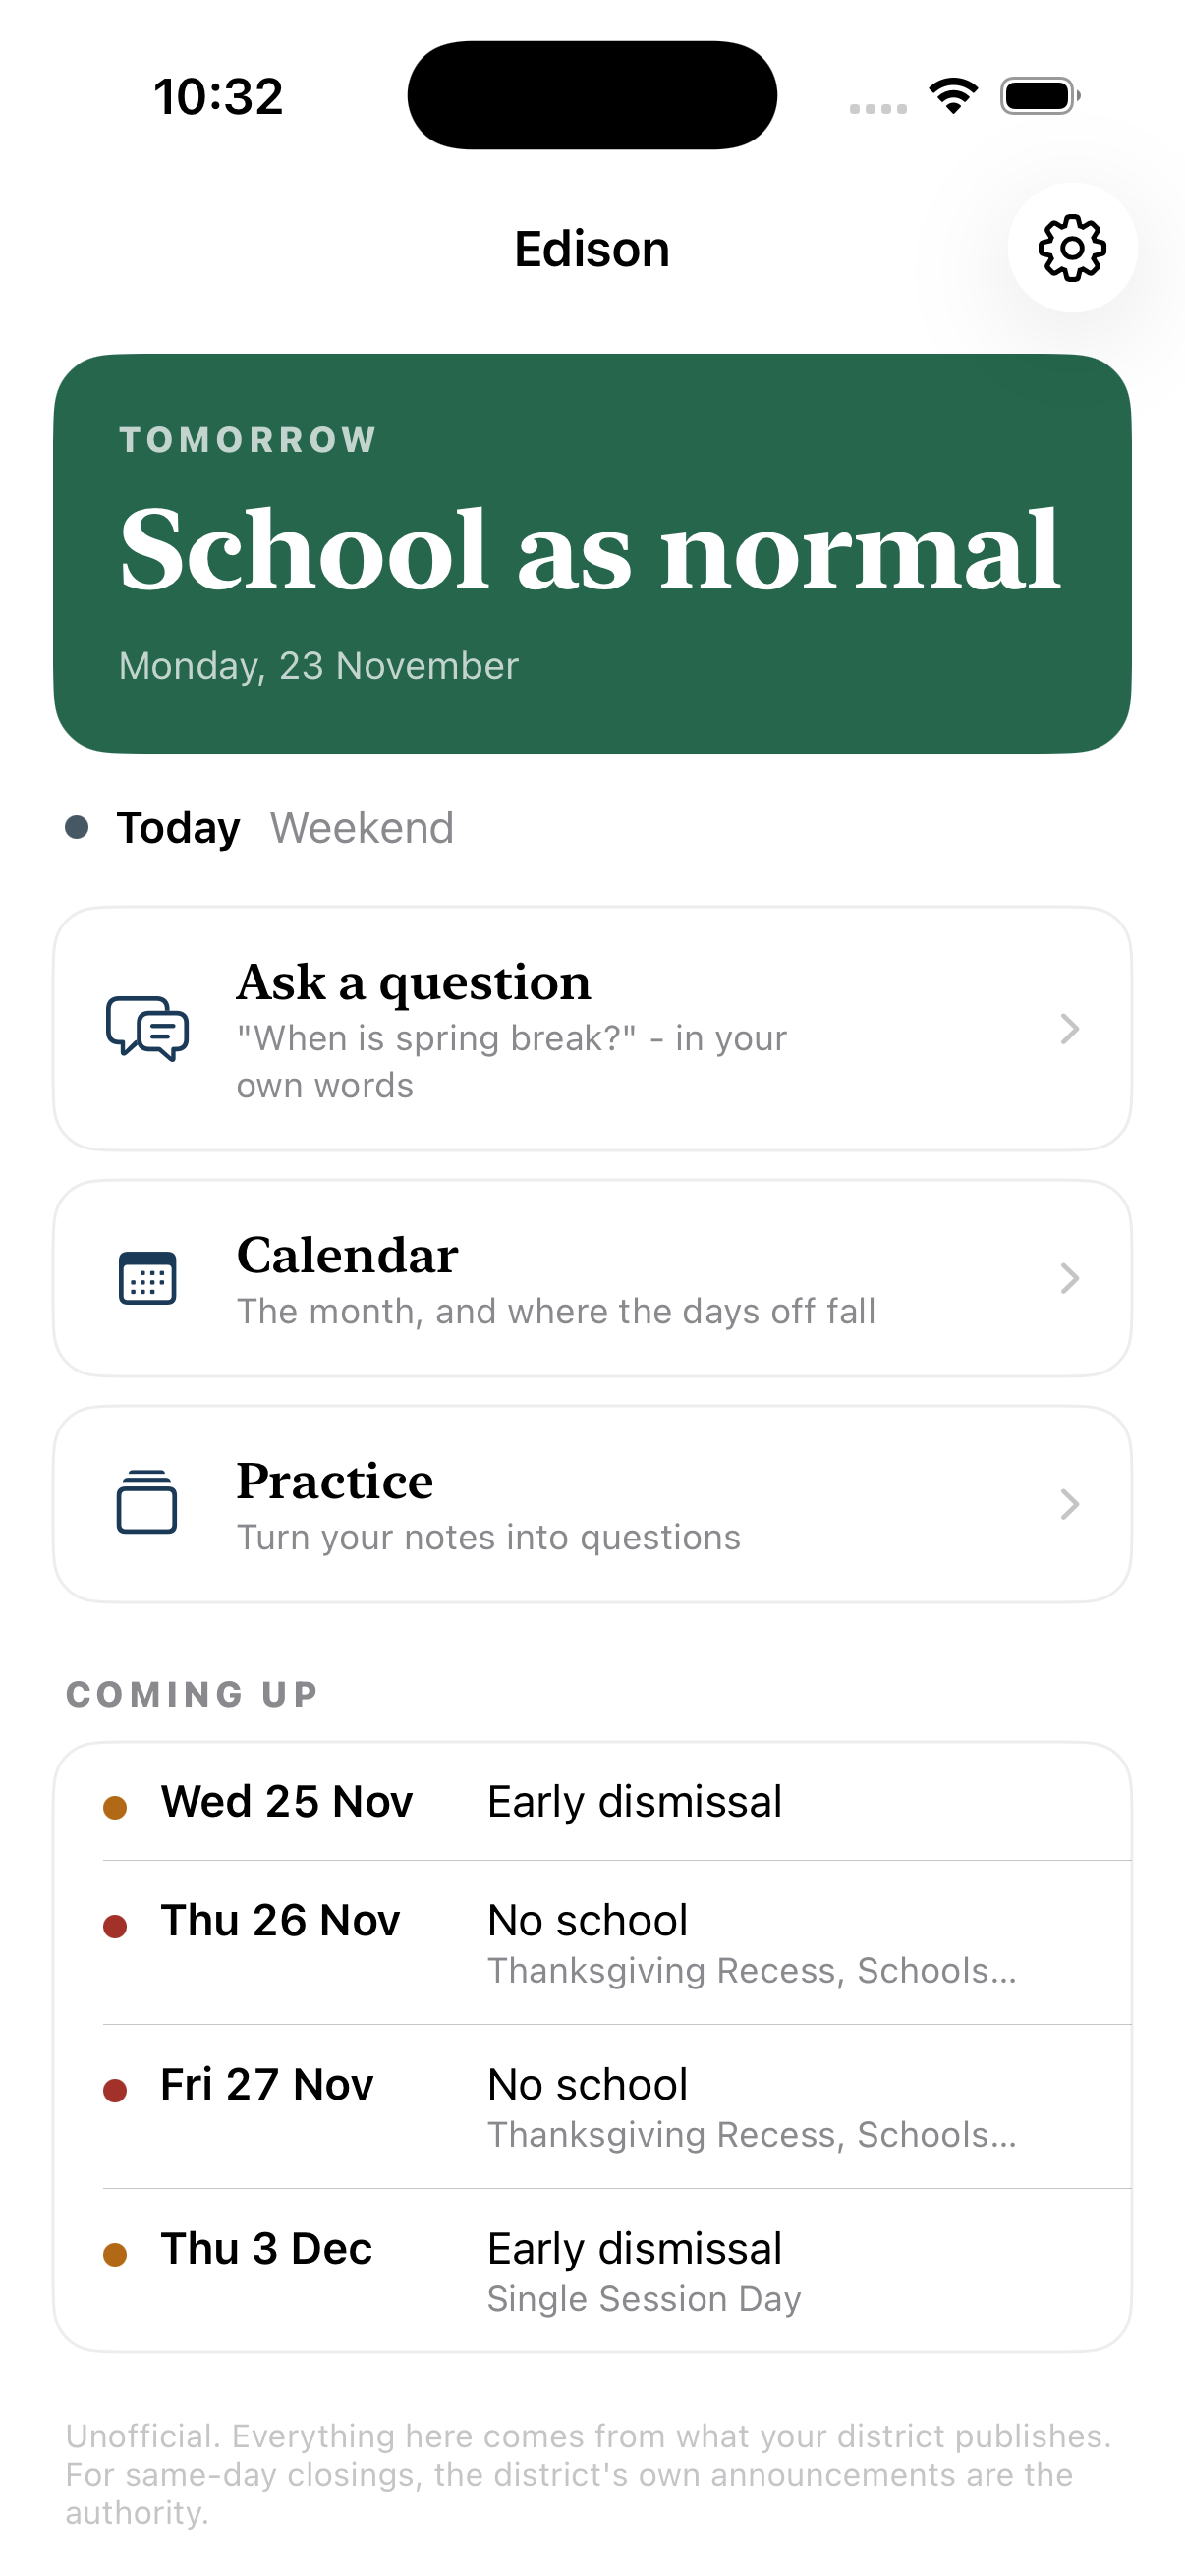 10:32
Edison
TOMORROW
School as normal
Monday, 23 November
Today Weekend
Ask a question
"When is spring break?" - in your
own words
Calendar
The month, and where the days off fall
Practice
Turn your notes into questions
COMING UP
Wed 25 Nov Early dismissal
Thu 26 Nov No school
Thanksgiving Recess, Schools...
Fri 27 Nov No school
Thanksgiving Recess, Schools...
Thu 3 Dec Early dismissal
Single Session Day
Unofficial. Everything here comes from what your district publishes.
For same-day closings, the district's own announcements are the
authority.